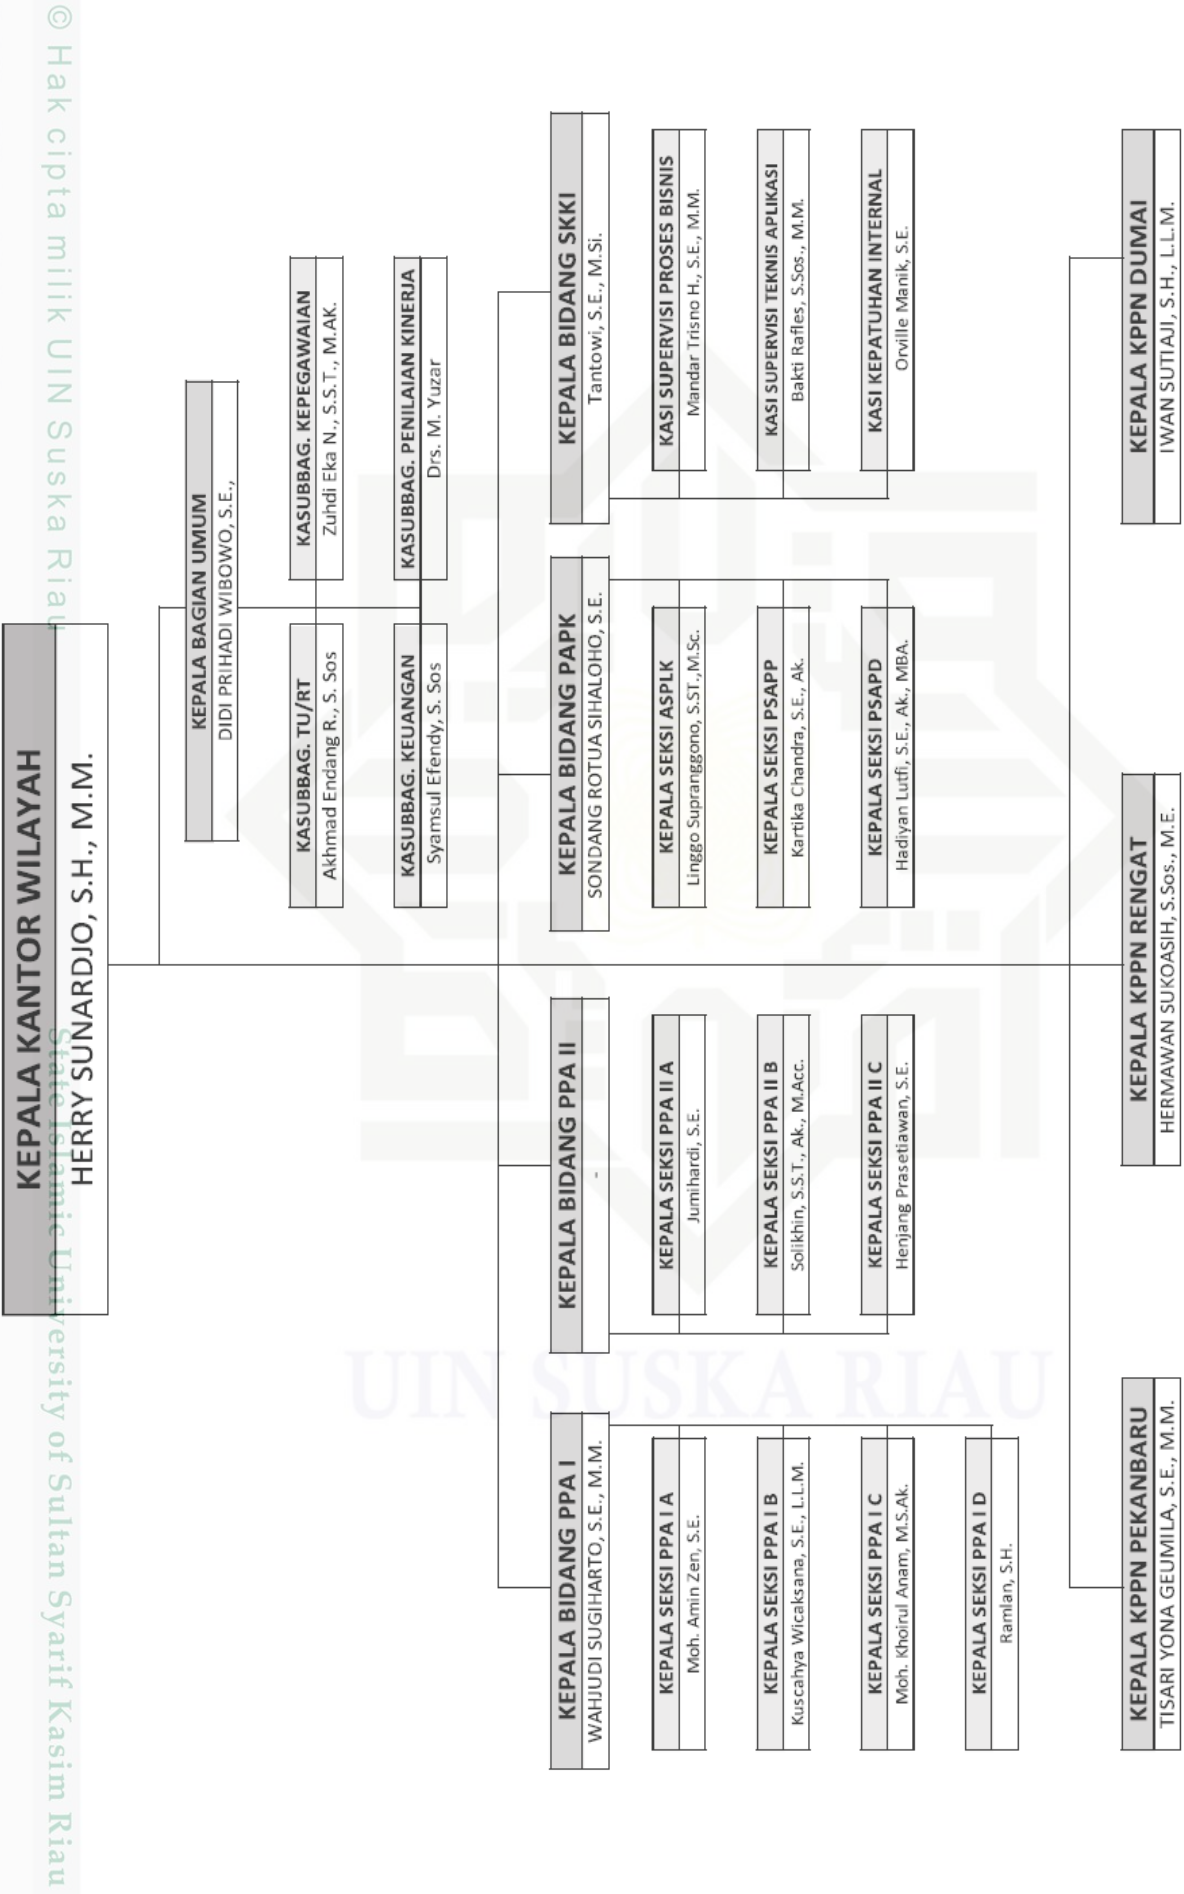 © Hak cipta milik UIN Suska Riau
State Islamic University of Sultan Syarif Kasim Riau
KEPALA KANTOR WILAYAH
HERRY SUNARDJO, S.H., M.M.
KEPALA BAGIAN UMUM
DIDI PRIHADI WIBOWO, S.E.,
KASUBBAG. TU/RT
Akhmad Endang R., S. Sos
KASUBBAG. KEPEGAWAIAN
Zuhdi Eka N., S.S.T., M.AK.
KASUBBAG. KEUANGAN
Syamsul Efendy, S. Sos
KASUBBAG. PENILAIAN KINERJA
Drs. M. Yuzar
KEPALA BIDANG PPA I
WAHJUDI SUGIHARTO, S.E., M.M.
KEPALA SEKSI PPA I A
Moh. Amin Zen, S.E.
KEPALA SEKSI PPA I B
Kuscahya Wicaksana, S.E., L.L.M.
KEPALA SEKSI PPA I C
Moh. Khoirul Anam, M.S.Ak.
KEPALA SEKSI PPA I D
Ramlan, S.H.
KEPALA BIDANG PPA II
-
KEPALA SEKSI PPA II A
Jumihardi, S.E.
KEPALA SEKSI PPA II B
Solikhin, S.S.T., Ak., M.Acc.
KEPALA SEKSI PPA II C
Henjang Prasetiawan, S.E.
KEPALA BIDANG PAPK
SONDANG ROTUA SIHALOHO, S.E.
KEPALA SEKSI ASPLK
Linggo Supranggono, S.ST.,M.Sc.
KEPALA SEKSI PSAPP
Kartika Chandra, S.E., Ak.
KEPALA SEKSI PSAPD
Hadiyan Lutfi, S.E., Ak., MBA.
KEPALA BIDANG SKKI
Tantowi, S.E., M.Si.
KASI SUPERVISI PROSES BISNIS
Mandar Trisno H., S.E., M.M.
KASI SUPERVISI TEKNIS APLIKASI
Bakti Rafles, S.Sos., M.M.
KASI KEPATUHAN INTERNAL
Orville Manik, S.E.
KEPALA KPPN PEKANBARU
TISARI YONA GEUMILA, S.E., M.M.
KEPALA KPPN RENGAT
HERMAWAN SUKOASIH, S.Sos., M.E.
KEPALA KPPN DUMAI
IWAN SUTIAJI, S.H., L.L.M.
UIN SUSKA RIAU